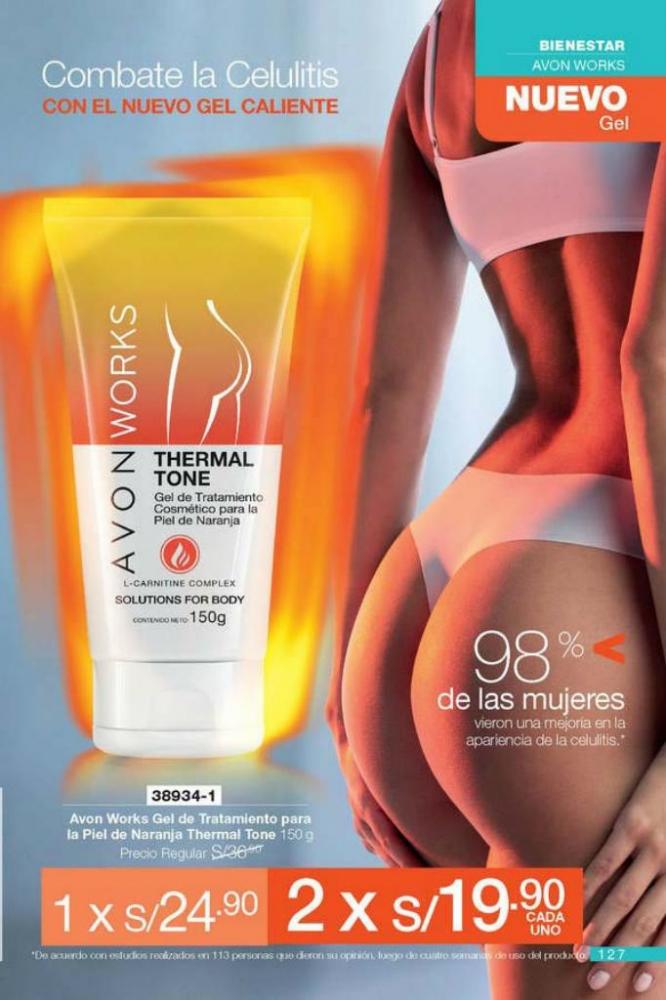 BIENESTAR
AVON WORKS
NUEVO
Gel
Combate la Celulitis
CON EL NUEVO GEL CALIENTE
AVON WORKS
THERMAL
TONE
Gel de Tratamiento
Cosmético para la
Piel de Naranja
L-CARNITINE COMPLEX
SOLUTIONS FOR BODY
CONTENIDO NETO 150g
98% <
de las mujeres
vieron una mejoría en la
apariencia de la celulitis.*
38934-1
Avon Works Gel de Tratamiento para
la Piel de Naranja Thermal Tone 150 g
Precio Regular S/36.90
1 x s/24.90
2 x s/19.90
CADA
UNO
*De acuerdo con estudios realizados en 113 personas que dieron su opinión, luego de cuatro semanas de uso del producto.
127